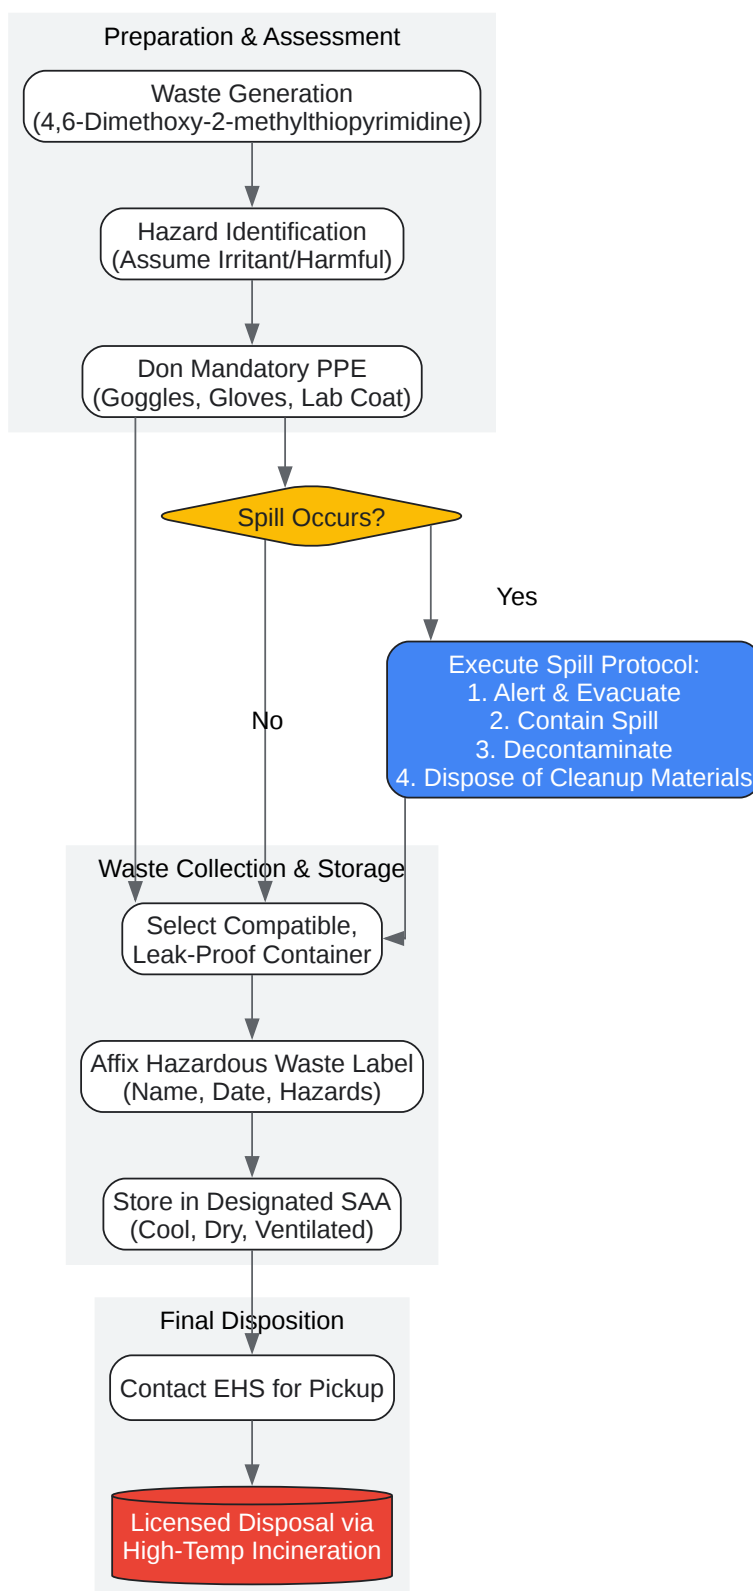 Preparation & Assessment
Waste Generation
(4,6-Dimethoxy-2-methylthiopyrimidine)
Hazard Identification
(Assume Irritant/Harmful)
Don Mandatory PPE
(Goggles, Gloves, Lab Coat)
Spill Occurs?
Yes
Execute Spill Protocol:
1. Alert & Evacuate
2. Contain Spill
3. Decontaminate
4. Dispose of Cleanup Materials
No
Waste Collection & Storage
Select Compatible,
Leak-Proof Container
Affix Hazardous Waste Label
(Name, Date, Hazards)
Store in Designated SAA
(Cool, Dry, Ventilated)
Final Disposition
Contact EHS for Pickup
Licensed Disposal via
High-Temp Incineration